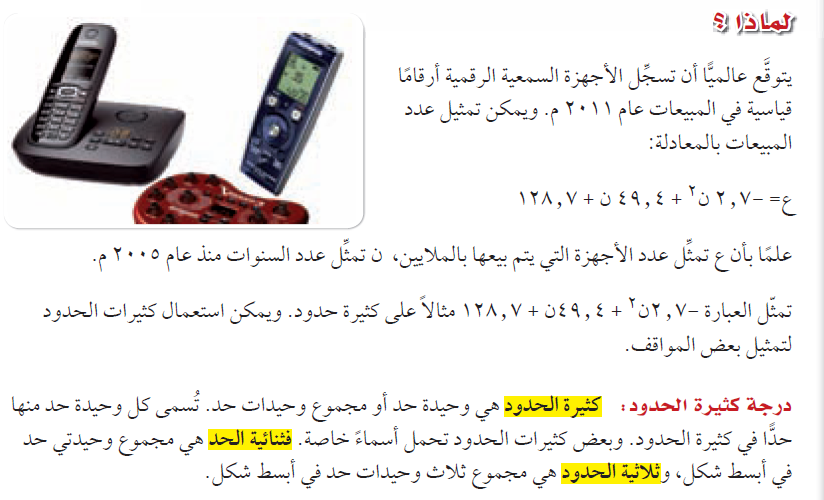 لماذا ؟
يتوقَّع عالميًّا أن تسجِّل الأجهزة السمعية الرقمية أرقامًا
قياسية في المبيعات عام ٢٠١١ م. ويمكن تمثيل عدد
المبيعات بالمعادلة:
ع= –٢,٧ ن٢ + ٤٩,٤ ن + ١٢٨,٧
علمًا بأن ع تمثِّل عدد الأجهزة التي يتم بيعها بالملايين، ن تمثِّل عدد السنوات منذ عام ٢٠٠٥ م.
تمثّل العبارة –٢,٧ن٢ + ٤٩,٤ن + ١٢٨,٧ مثالاً على كثيرة حدود. ويمكن استعمال كثيرات الحدود
لتمثيل بعض المواقف.
درجة كثيرة الحدود: كثيرة الحدود هي وحيدة حد أو مجموع وحيدات حد. تُسمى كل وحيدة حد منها
حدًّا في كثيرة الحدود. وبعض كثيرات الحدود تحمل أسماءً خاصة. فثنائية الحد هي مجموع وحيدتي حد
في أبسط شكل، وثلاثية الحدود هي مجموع ثلاث وحيدات حد في أبسط شكل.